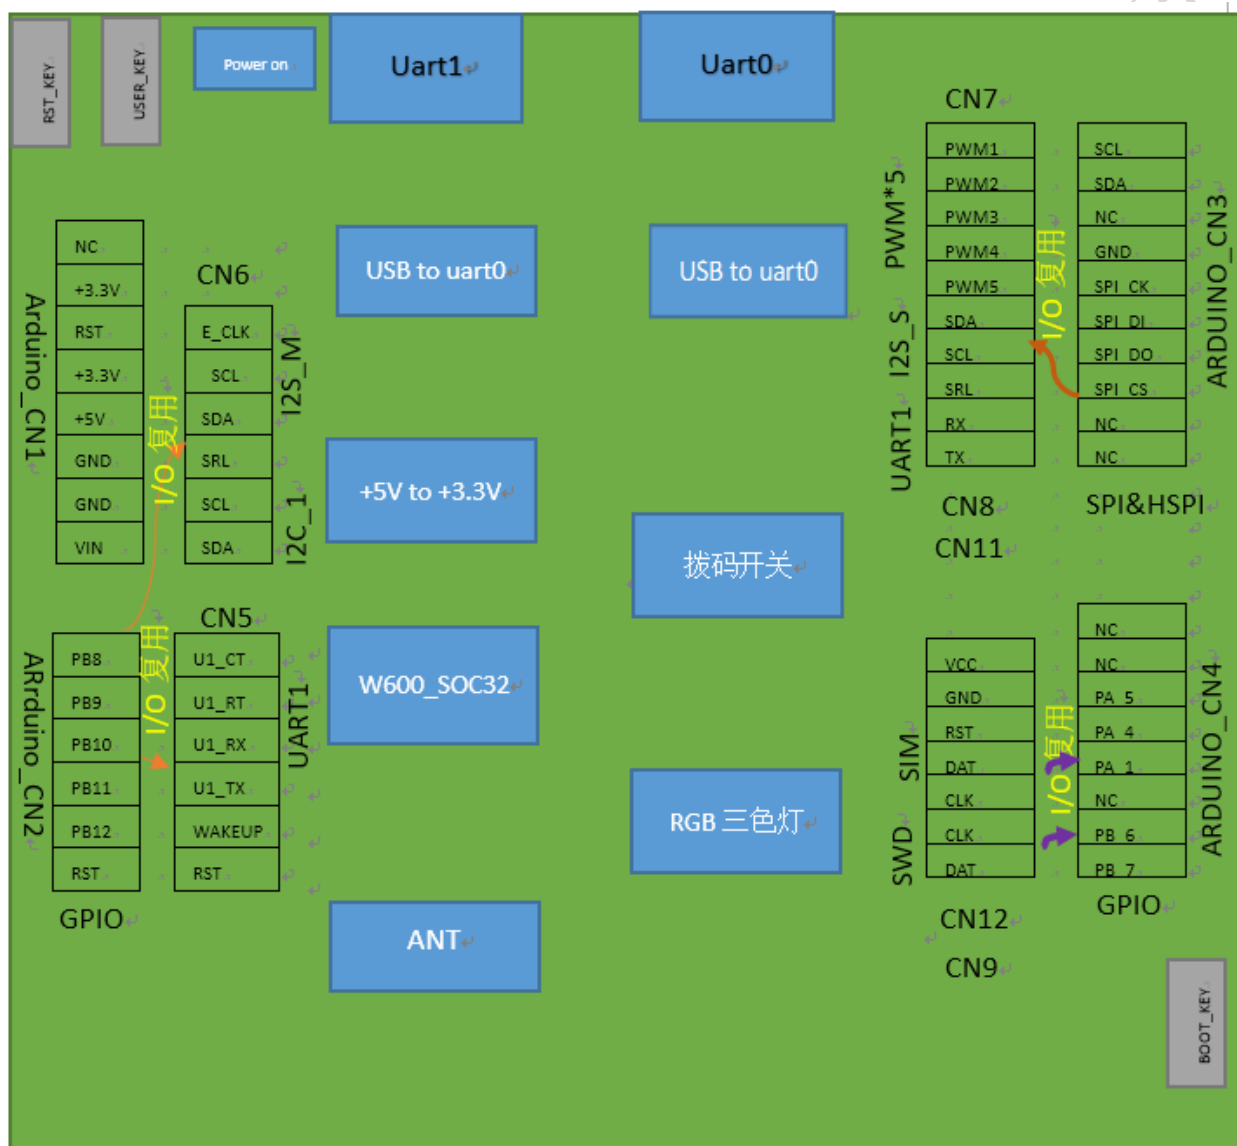 RST_KEY
USER_KEY
Power on
Uart1
Uart0
Arduino_CN1
NC
+3.3V
RST
+3.3V
+5V
GND
GND
VIN
I/O 复用
CN6
E_CLK
SCL
SDA
SRL
SCL
SDA
I2S_M
I2C_1
USB to uart0
USB to uart0
+5V to +3.3V
拨码开关
W600_SOC32
RGB 三色灯
ANT
CN7
PWM*5
I2S_S
UART1
PWM1
PWM2
PWM3
PWM4
PWM5
SDA
SCL
SRL
RX
TX
CN8
CN11
I/O 复用
SCL
SDA
NC
GND
SPI_CK
SPI_DI
SPI_DO
SPI_CS
NC
NC
ARDUINO_CN3
SPI&HSPI
ARrduino_CN2
PB8
PB9
PB10
PB11
PB12
RST
GPIO
I/O 复用
CN5
U1_CT
U1_RT
U1_RX
U1_TX
WAKEUP
RST
UART1
SIM
SWD
VCC
GND
RST
DAT
CLK
CLK
DAT
CN12
CN9
I/O 复用
NC
NC
PA_5
PA_4
PA_1
NC
PB_6
PB_7
ARDUINO_CN4
GPIO
BOOT_KEY